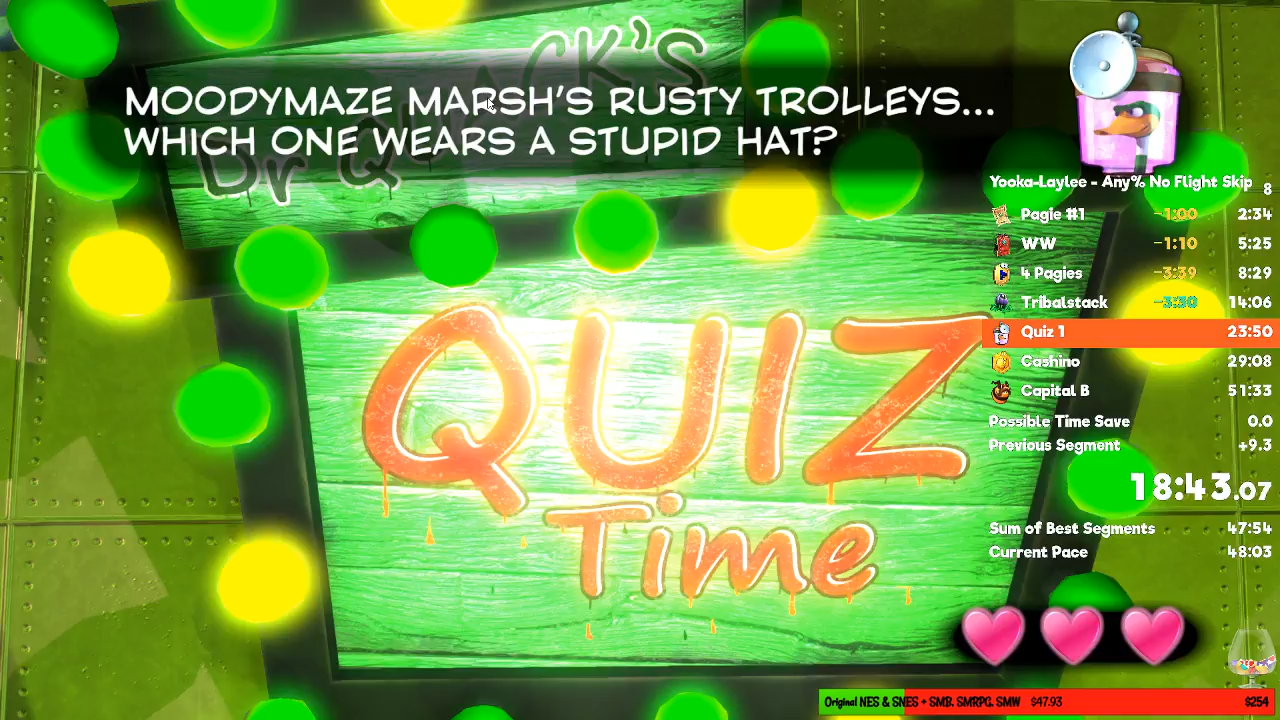 MOODYMAZE MARSH'S RUSTY TROLLEYS...
WHICH ONE WEARS A STUPID HAT?
Dr QUACK'S
QUIZ
Time
Yooka-Laylee - Any% No Flight Skip 8
Pagie #1 -1:00 2:34
WW -1:10 5:25
4 Pagies -3:39 8:29
Tribalstack -3:30 14:06
Quiz 1 23:50
Cashino 29:08
Capital B 51:33
Possible Time Save 0.0
Previous Segment +9.3
18:43.07
Sum of Best Segments 47:54
Current Pace 48:03
Original NES & SNES + SMB, SMRPG, SMW $47.93 $254